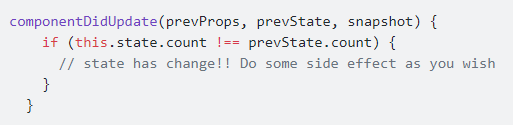 componentDidUpdate(prevProps, prevState, snapshot) {
if (this.state.count !== prevState.count) {
// state has change!! Do some side effect as you wish
}
}